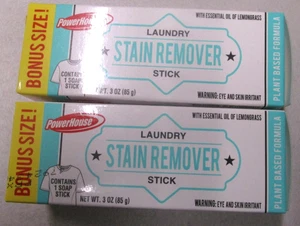 BONUS SIZE!
PowerHouse
WITH ESSENTIAL OIL OF LEMONGRASS
LAUNDRY
STAIN REMOVER
STICK
CONTAINS
1 SOAP
STICK
WT. 3 OZ (85 g)
WARNING: EYE AND SKIN IRRITANT
PLANT BASED FORMULA
BONUS SIZE!
PowerHouse
WITH ESSENTIAL OIL OF LEMONGRASS
LAUNDRY
STAIN REMOVER
STICK
CONTAINS
1 SOAP
STICK
NET WT. 3 OZ (85 g)
WARNING: EYE AND SKIN IRRITANT
PLANT BASED FORMULA